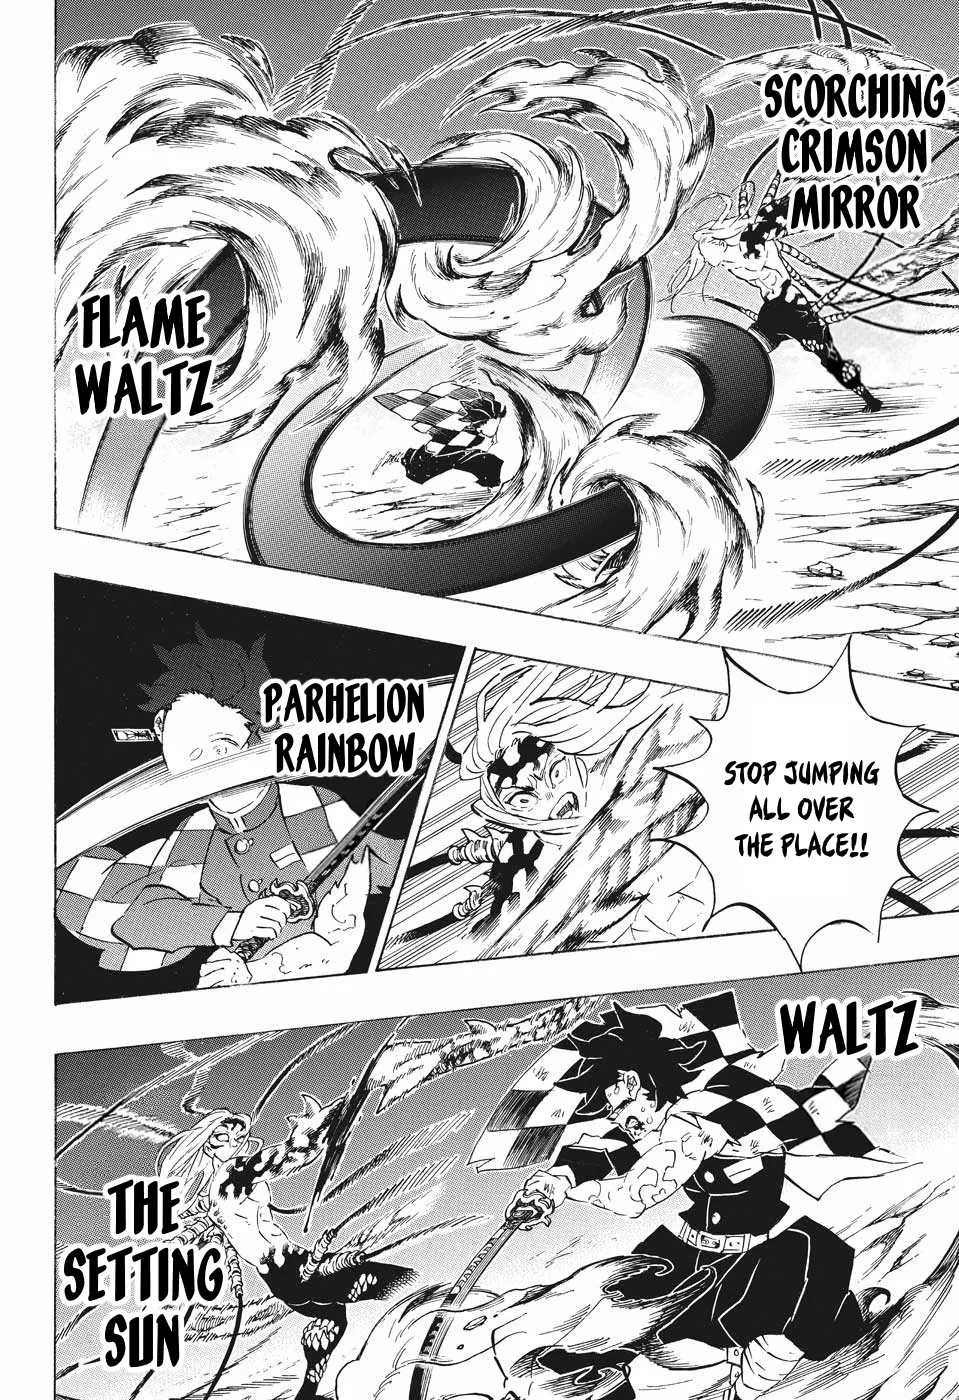 SCORCHING
CRIMSON
MIRROR
FLAME
WALTZ
STOP JUMPING
ALL OVER
THE PLACE!!
PARHELION
RAINBOW
WALTZ
THE
SETTING
SUN